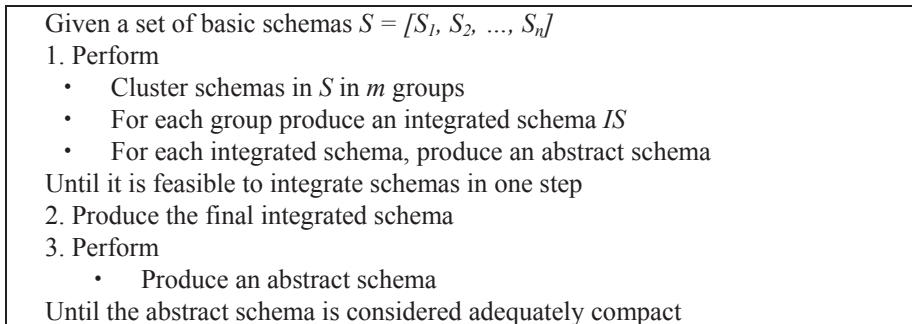 Given a set of basic schemas S = [S1, S2, ..., Sn]
1. Perform
• Cluster schemas in S in m groups
• For each group produce an integrated schema IS
• For each integrated schema, produce an abstract schema
Until it is feasible to integrate schemas in one step
2. Produce the final integrated schema
3. Perform
• Produce an abstract schema
Until the abstract schema is considered adequately compact